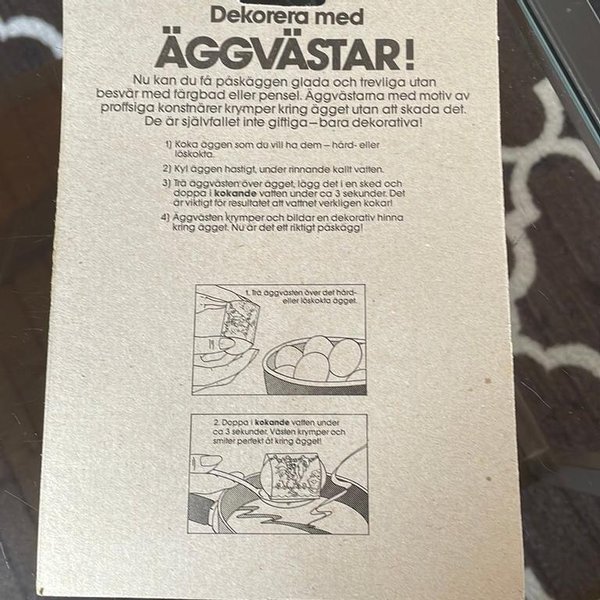 Dekorera med
ÄGGVÄSTAR!
Nu kan du få påskäggen glada och trevliga utan
besvär med färgbad eller pensel. Äggvästarna med motiv av
proffsiga konstnärer krymper kring ägget utan att skada det.
De är självfallet inte giftiga – bara dekorativa!
1) Koka äggen som du vill ha dem – hård- eller
löskokta.
2) Kyl äggen hastigt, under rinnande kallt vatten.
3) Trä äggvästen över ägget, lägg det i en sked och
doppa i kokande vatten under ca 3 sekunder. Det
är viktigt för resultatet att vattnet verkligen kokar!
4) Äggvästen krymper och bildar en dekorativ hinna
kring ägget. Nu är det ett riktigt påskägg!
1. Trä äggvästen över det hård-
eller löskokta ägget.
2. Doppa i kokande vatten under
ca 3 sekunder. Västen krymper och
smiter perfekt åt kring ägget!